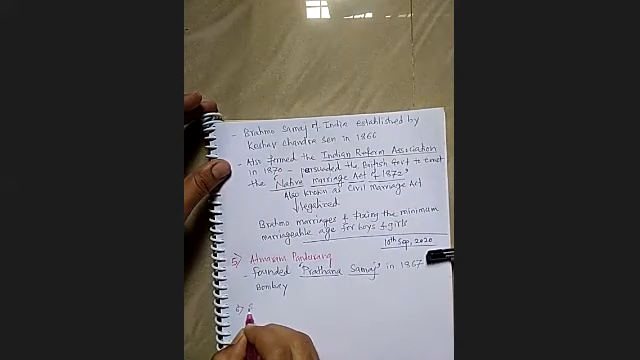 - Brahmo Samaj of India established by
Keshav Chandra Sen in 1866
- Also formed the Indian Reform Association
in 1870 - persuaded the British Govt to enact
the 'Native marriage Act of 1872'
Also known as Civil Marriage Act
↓ legalized
Brahmo marriages & fixing the minimum
marriageable age for boys & girls
10th Sep, 2020
5) Atmaram Pandurang
- founded 'Prathana Samaj' in 1867
Bombay
6)